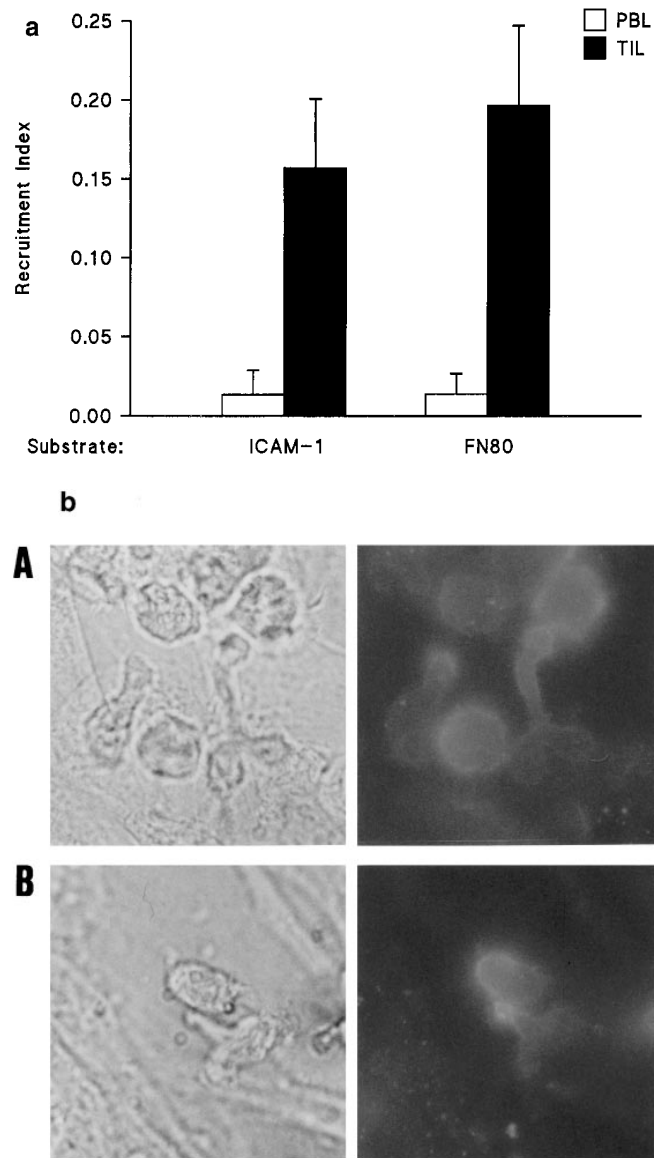 a
PBL
TIL
0.25
0.20
0.15
0.10
0.05
0.00
Recruitment Index
Substrate: ICAM-1 FN80
b
A
B